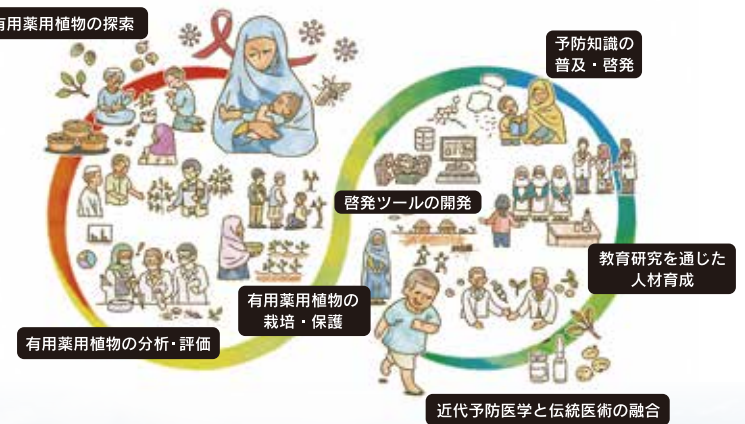 有用薬用植物の探索
予防知識の
普及・啓発
啓発ツールの開発
教育研究を通じた
人材育成
有用薬用植物の
栽培・保護
有用薬用植物の分析・評価
近代予防医学と伝統医術の融合